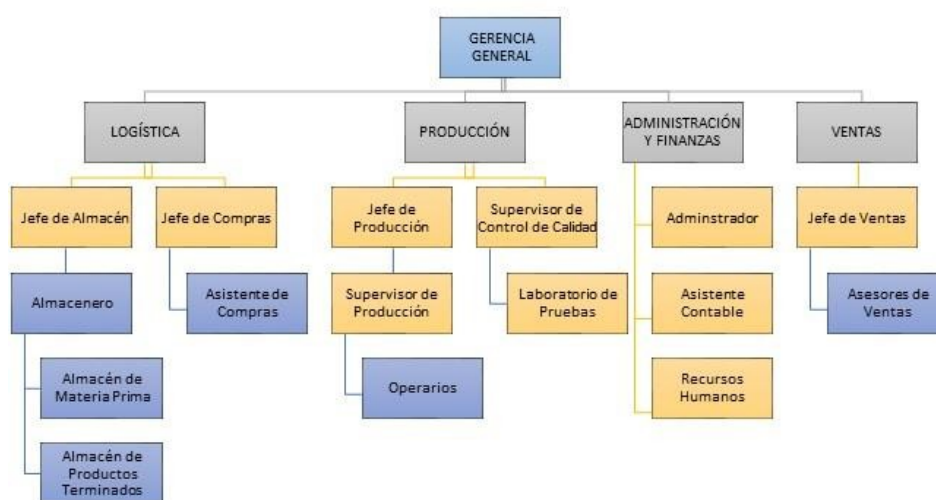 GERENCIA
GENERAL
LOGÍSTICA
PRODUCCIÓN
ADMINISTRACIÓN
Y FINANZAS
VENTAS
Jefe de Almacén
Jefe de Compras
Jefe de
Producción
Supervisor de
Control de Calidad
Adminstrador
Jefe de Ventas
Almacenero
Asistente de
Compras
Supervisor de
Producción
Laboratorio de
Pruebas
Asistente
Contable
Asesores de
Ventas
Almacén de
Materia Prima
Operarios
Recursos
Humanos
Almacén de
Productos
Terminados